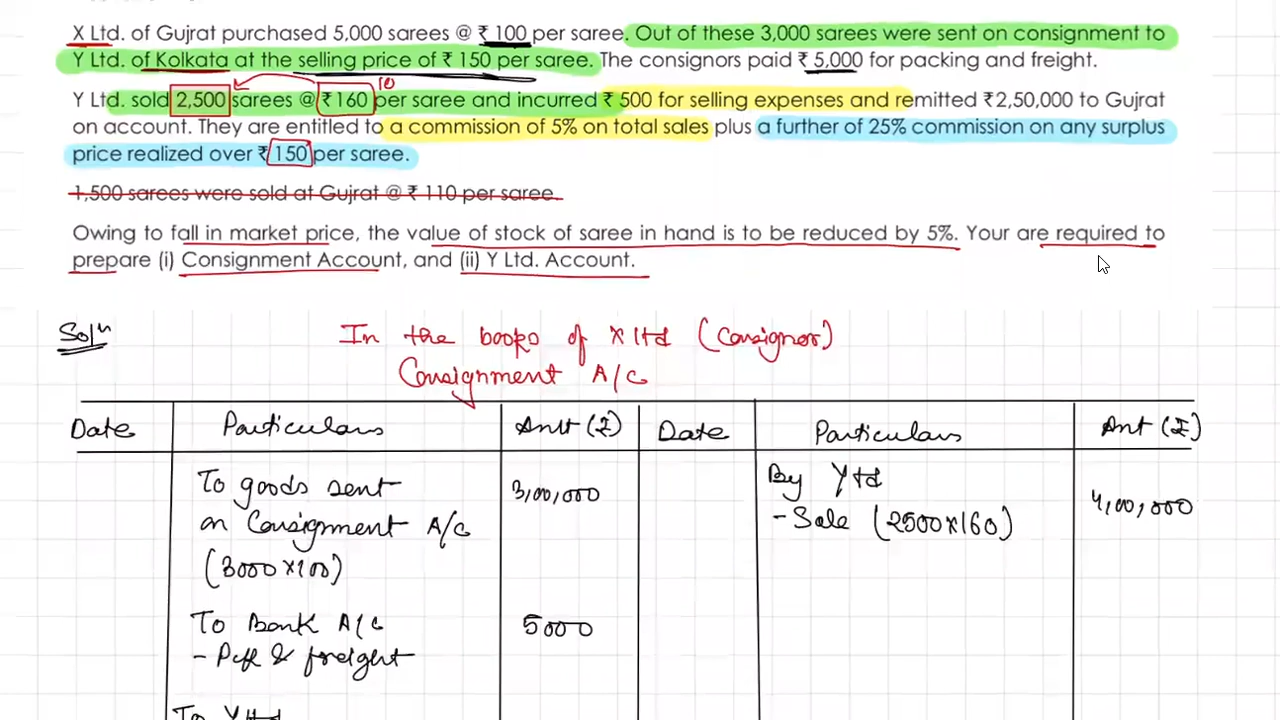 X Ltd. of Gujrat purchased 5,000 sarees @ ₹ 100 per saree. Out of these 3,000 sarees were sent on consignment to
Y Ltd. of Kolkata at the selling price of ₹ 150 per saree. The consignors paid ₹ 5,000 for packing and freight.
10
Y Ltd. sold 2,500 sarees @ ₹160 per saree and incurred ₹ 500 for selling expenses and remitted ₹2,50,000 to Gujrat
on account. They are entitled to a commission of 5% on total sales plus a further of 25% commission on any surplus
price realized over ₹ 150 per saree.
1,500 sarees were sold at Gujrat @ ₹ 110 per saree.
Owing to fall in market price, the value of stock of saree in hand is to be reduced by 5%. Your are required to
prepare (i) Consignment Account, and (ii) Y Ltd. Account.
Solⁿ
In the books of X ltd (Consignor)
Consignment A/C
Date Particulars Amt (₹) Date Particulars Amt (₹)
To goods sent 3,00,000 By Y ltd
on Consignment A/C - Sale (2500×160) 4,00,000
(3000×100)
To Bank A/C 5000
- Pck & freight
To Y ltd